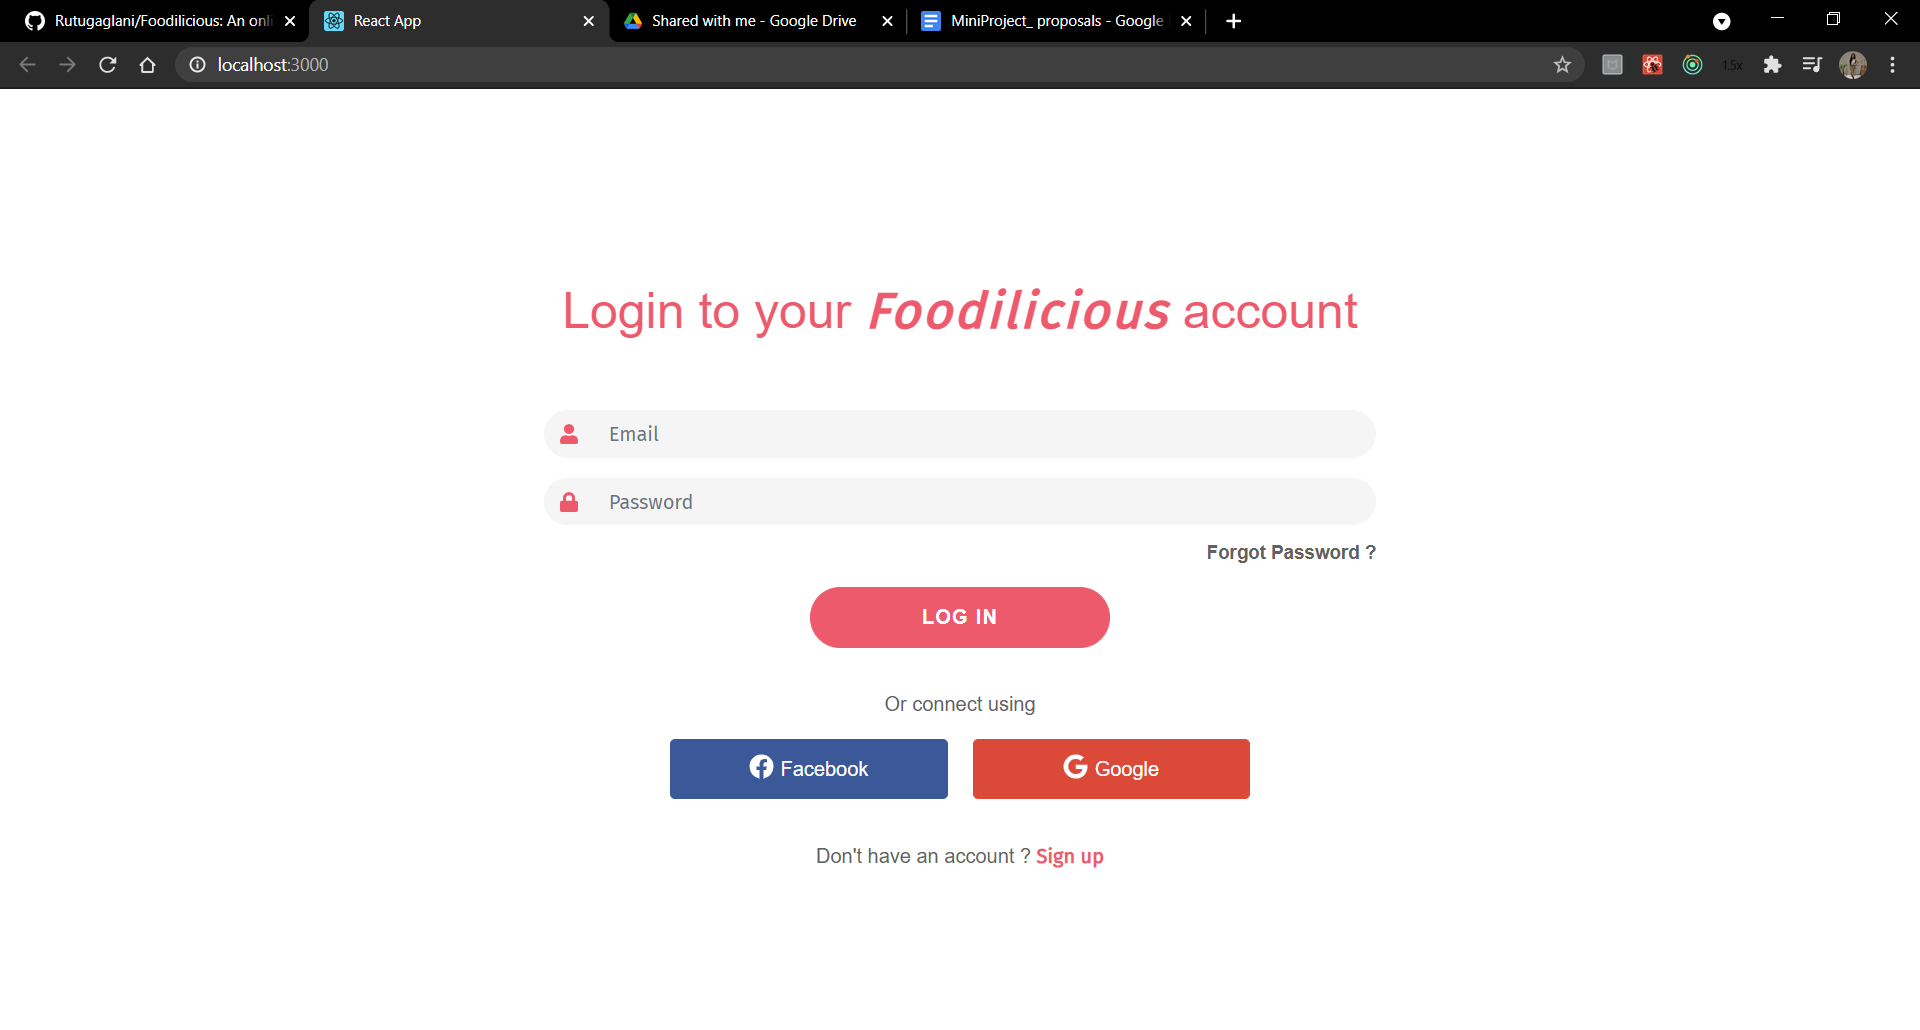 Rutugaglani/Foodilicious: An onli
React App
Shared with me - Google Drive
MiniProject_ proposals - Google
localhost:3000
1.5x
Login to your Foodilicious account
Email
Password
Forgot Password ?
LOG IN
Or connect using
Facebook
Google
Don't have an account ? Sign up